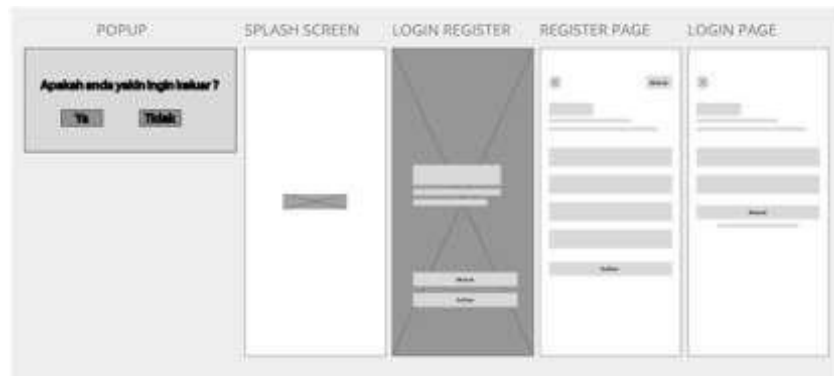 POPUP
SPLASH SCREEN
LOGIN REGISTER
REGISTER PAGE
LOGIN PAGE
Apakah anda yakin ingin keluar ?
Ya
Tidak